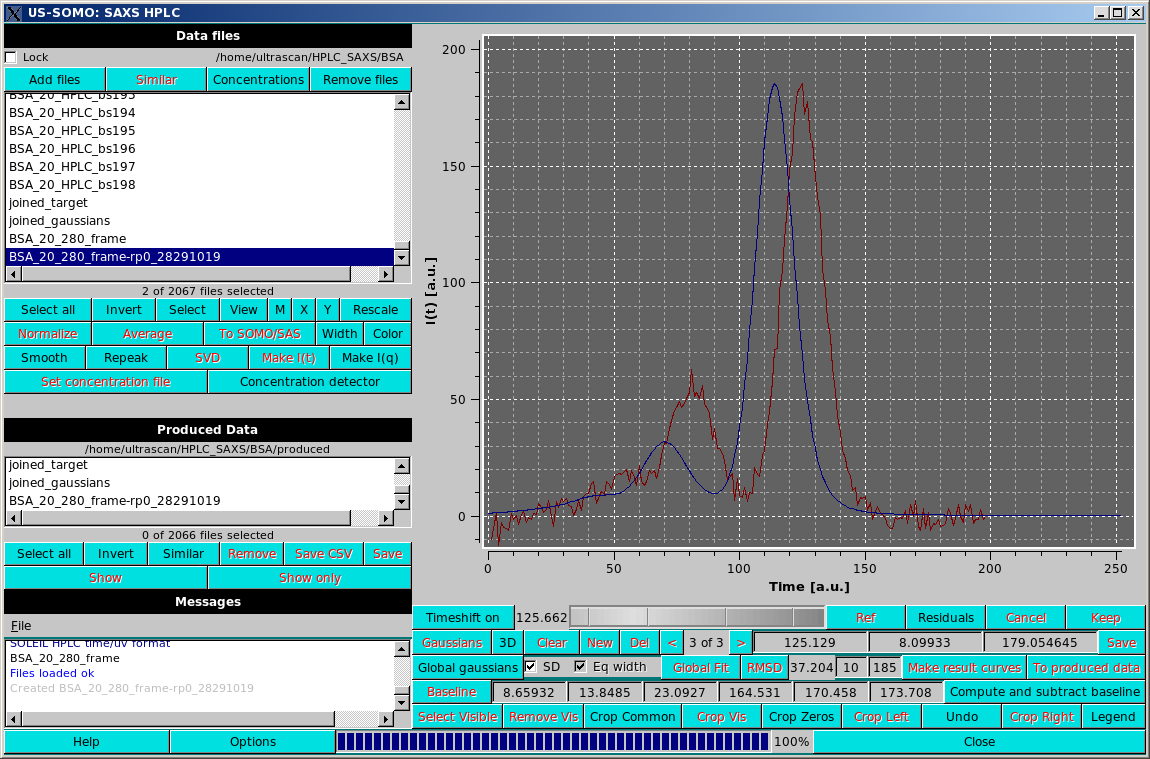 US-SOMO: SAXS HPLC
Data files
Lock /home/ultrascan/HPLC_SAXS/BSA
Add files Similar Concentrations Remove files
BSA_20_HPLC_bs193
BSA_20_HPLC_bs194
BSA_20_HPLC_bs195
BSA_20_HPLC_bs196
BSA_20_HPLC_bs197
BSA_20_HPLC_bs198
joined_target
joined_gaussians
BSA_20_280_frame
BSA_20_280_frame-rp0_28291019
2 of 2067 files selected
Select all Invert Select View M X Y Rescale
Normalize Average To SOMO/SAS Width Color
Smooth Repeak SVD Make I(t) Make I(q)
Set concentration file Concentration detector
Produced Data
/home/ultrascan/HPLC_SAXS/BSA/produced
joined_target
joined_gaussians
BSA_20_280_frame-rp0_28291019
0 of 2066 files selected
Select all Invert Similar Remove Save CSV Save
Show Show only
Messages
File
SOLEIL HPLC time/uv format
BSA_20_280_frame
Files loaded ok
Created BSA_20_280_frame-rp0_28291019
I(t) [a.u.]
200
150
100
50
0
0 50 100 150 200 250
Time [a.u.]
Timeshift on 125.662 Ref Residuals Cancel Keep
Gaussians 3D Clear New Del < 3 of 3 > 125.129 8.09933 179.054645 Save
Global gaussians SD Eq width Global Fit RMSD 37.204 10 185 Make result curves To produced data
Baseline 8.65932 13.8485 23.0927 164.531 170.458 173.708 Compute and subtract baseline
Select Visible Remove Vis Crop Common Crop Vis Crop Zeros Crop Left Undo Crop Right Legend
Help Options 100% Close